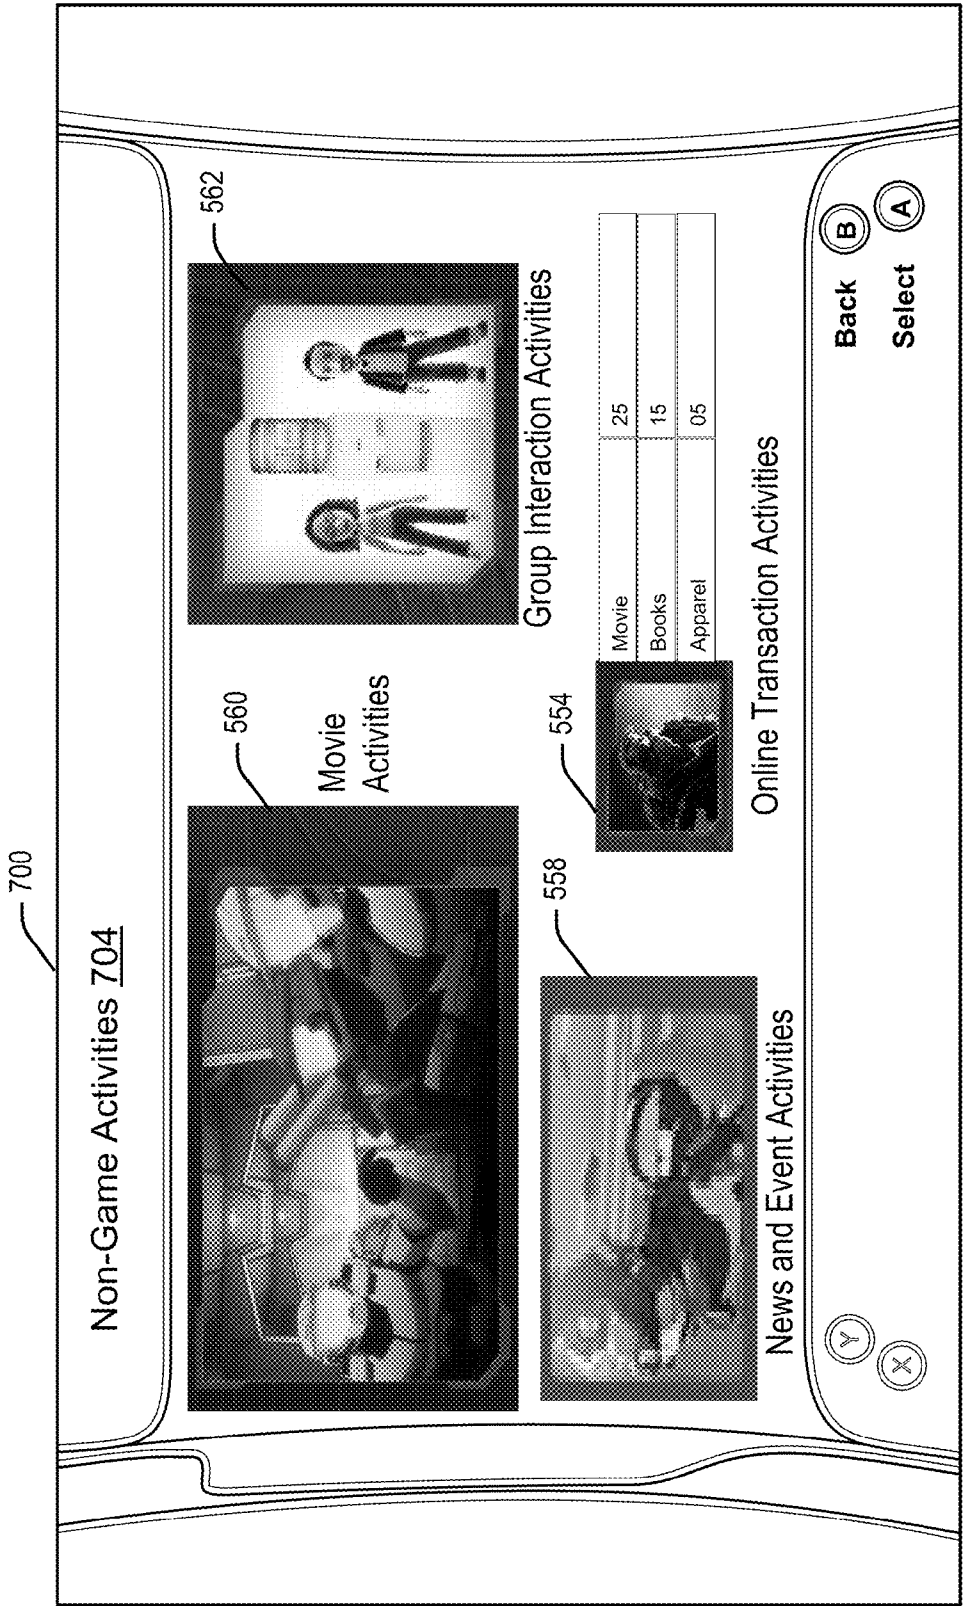 700
Non-Game Activities 704
560
Movie
Activities
562
Group Interaction Activities
558
News and Event Activities
554
Movie 25
Books 15
Apparel 05
Online Transaction Activities
Y
X
Back B
Select A